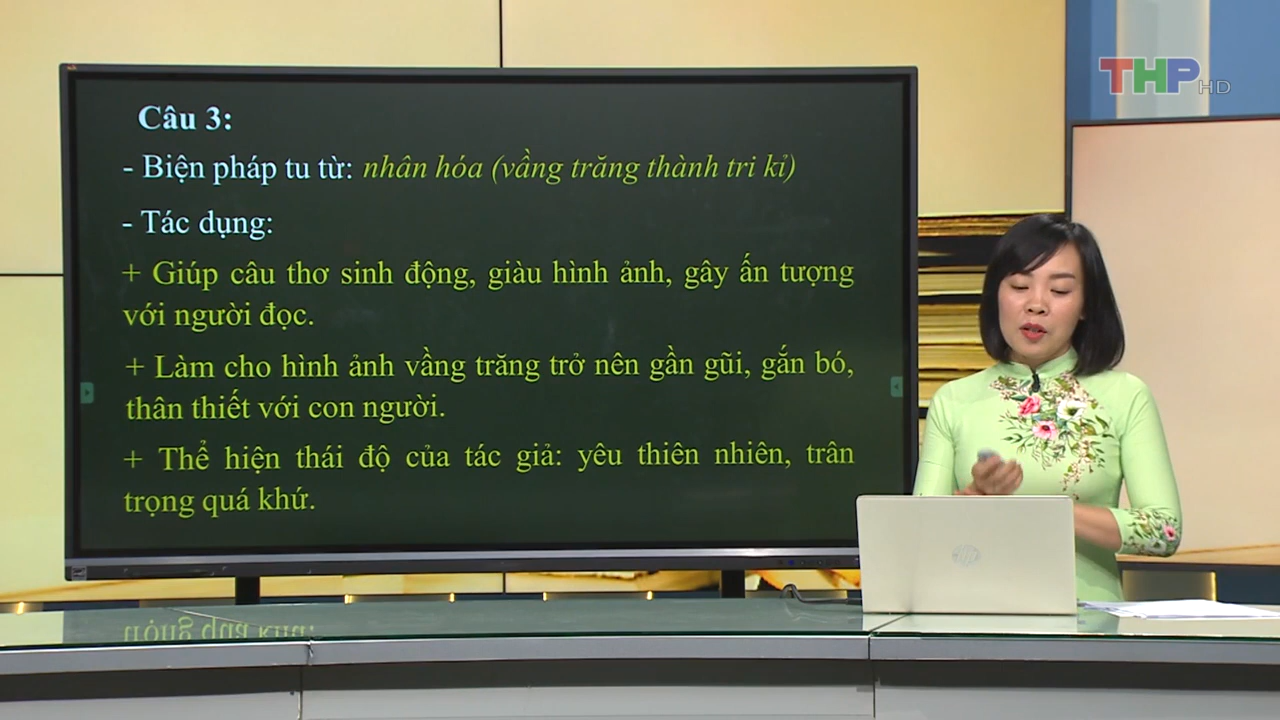 THP HD
Câu 3:
- Biện pháp tu từ: nhân hóa (vầng trăng thành tri kỉ)
- Tác dụng:
+ Giúp câu thơ sinh động, giàu hình ảnh, gây ấn tượng
với người đọc.
+ Làm cho hình ảnh vầng trăng trở nên gần gũi, gắn bó,
thân thiết với con người.
+ Thể hiện thái độ của tác giả: yêu thiên nhiên, trân
trọng quá khứ.
hp